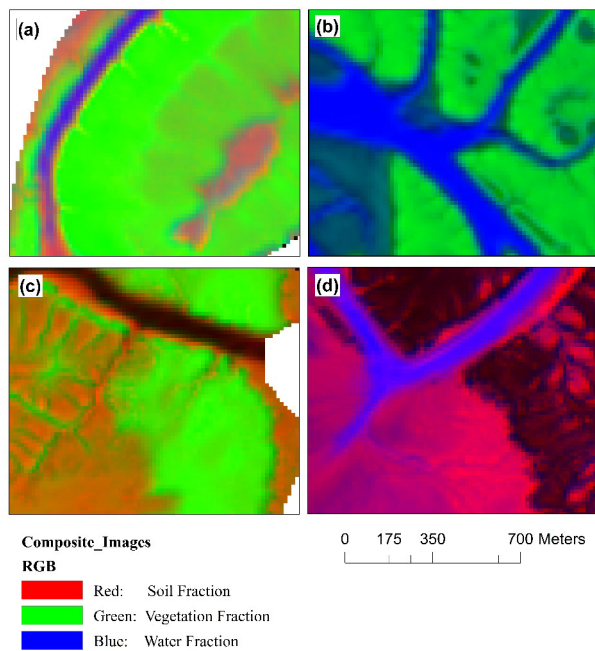 (a)
(b)
(c)
(d)
Composite_Images
RGB
Red: Soil Fraction
Green: Vegetation Fraction
Blue: Water Fraction
0 175 350 700 Meters